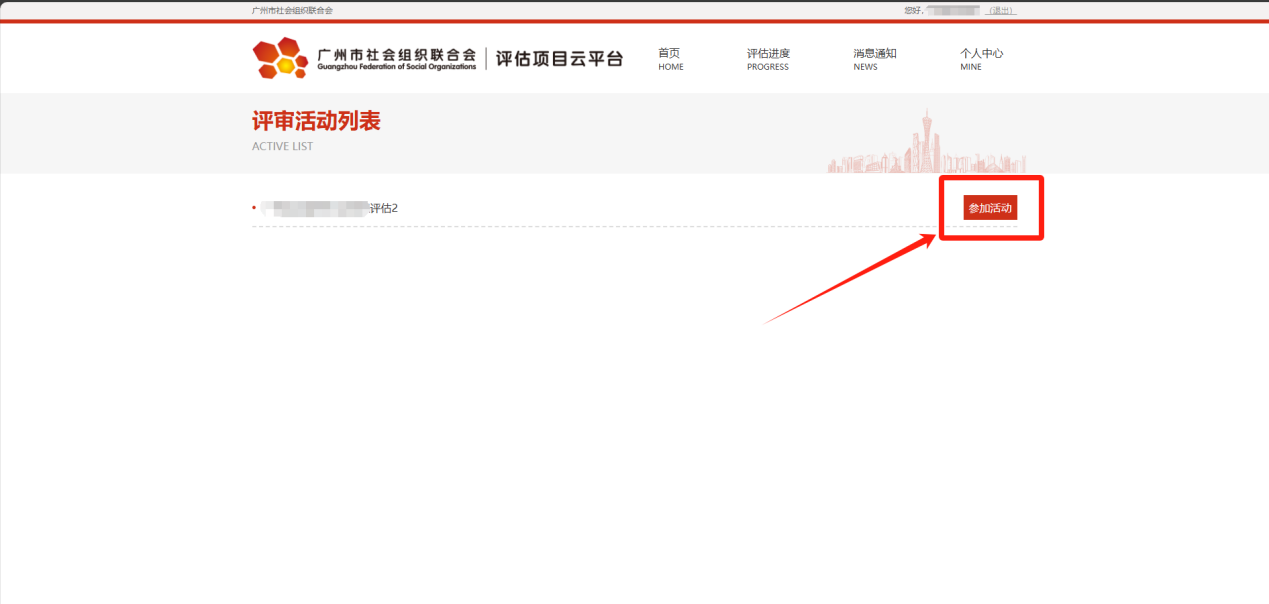 广州市社会组织联合会
您好,
（退出）
广州市社会组织联合会
Guangzhou Federation of Social Organizations
评估项目云平台
首页
HOME
评估进度
PROGRESS
消息通知
NEWS
个人中心
MINE
评审活动列表
ACTIVE LIST
评估2
参加活动